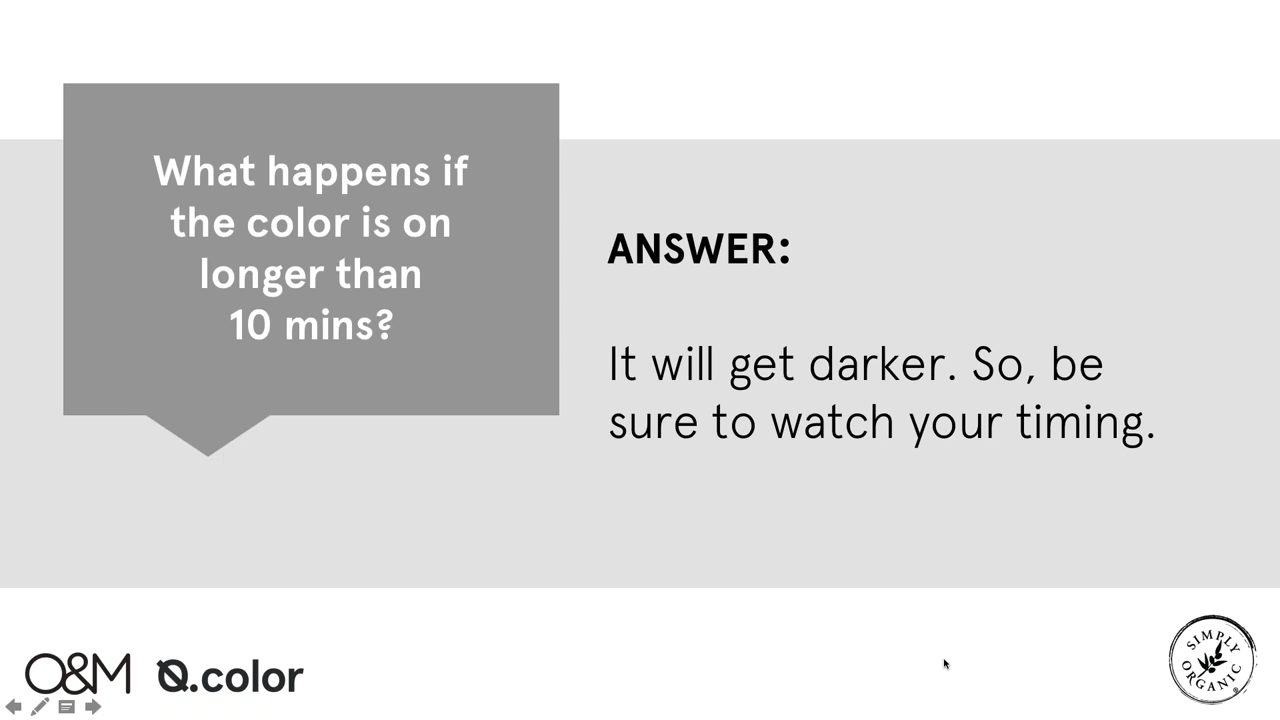 What happens if
the color is on
longer than
10 mins?
ANSWER:
It will get darker. So, be
sure to watch your timing.
O&M
Q.color
SIMPLY
ORGANIC
®